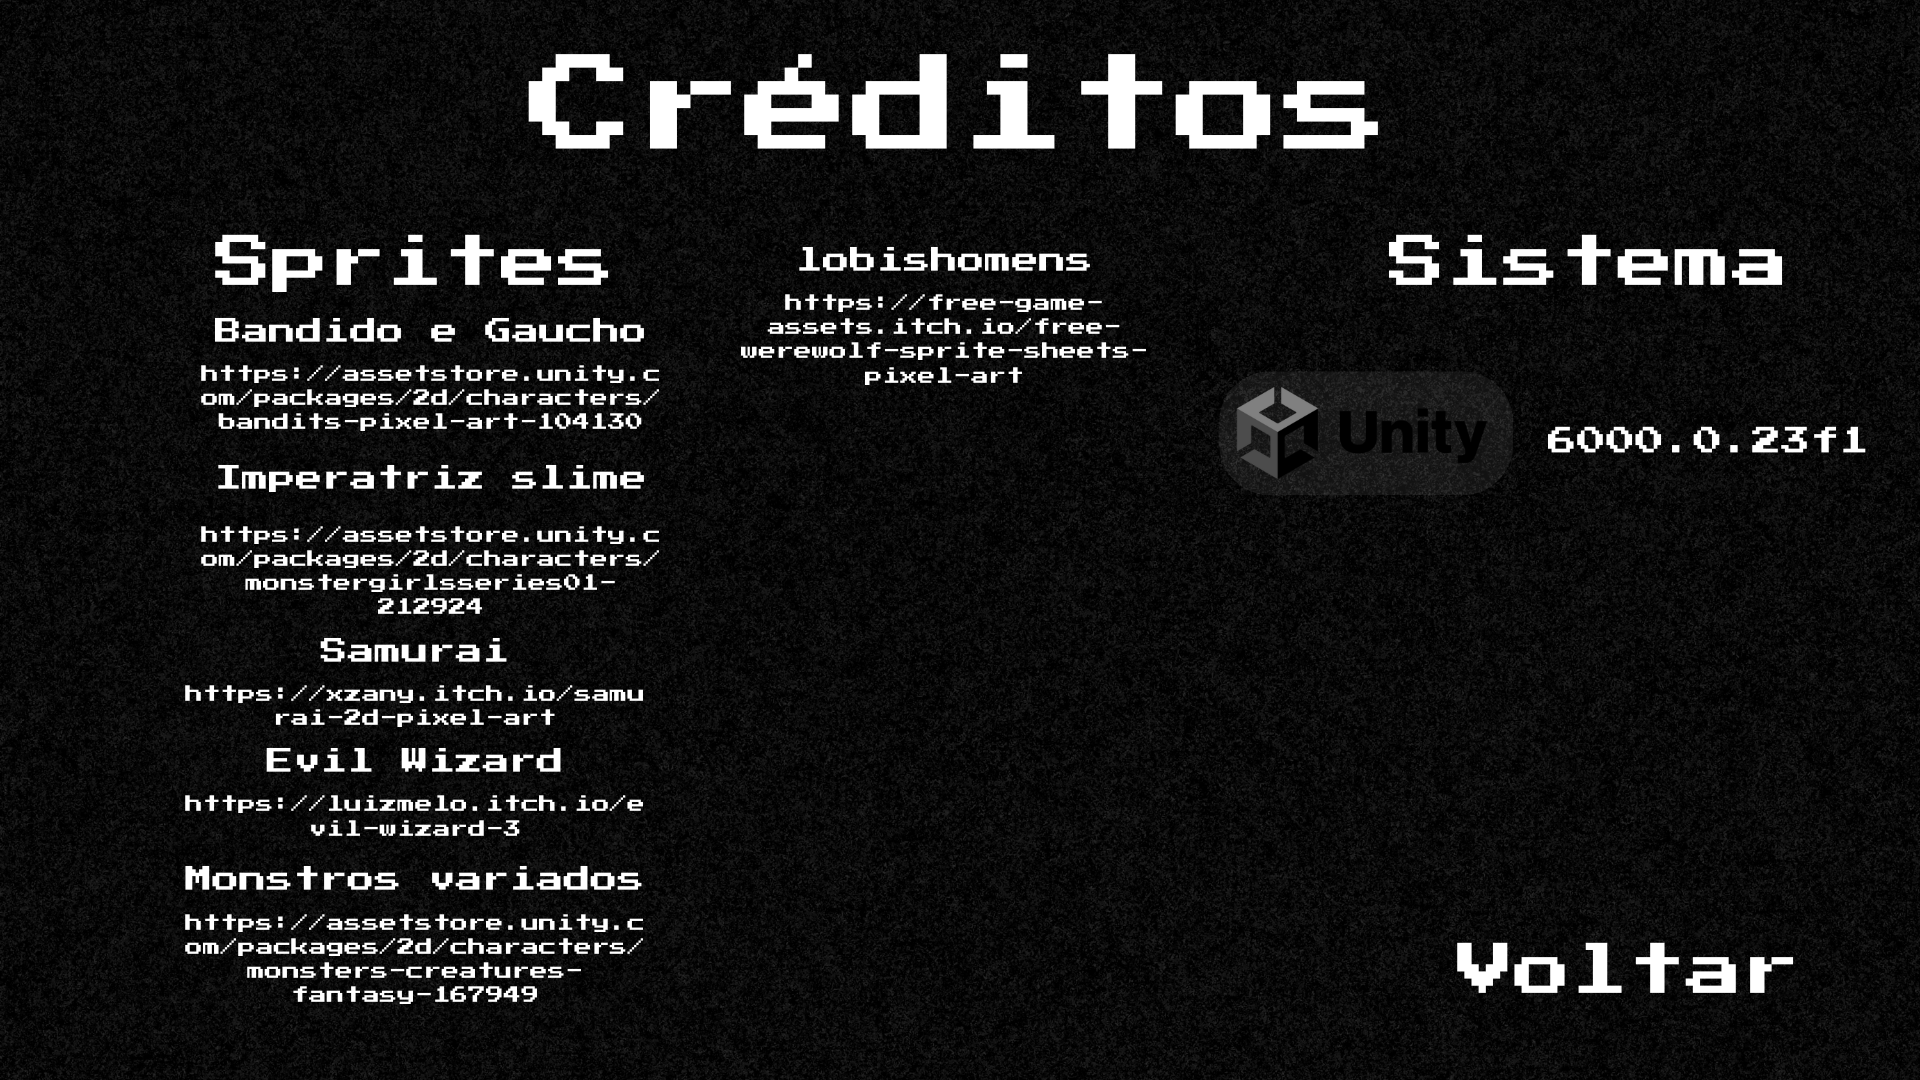 Créditos
Sprites
Bandido e Gaucho
https://assetstore.unity.c
om/packages/2d/characters/
bandits-pixel-art-104130
Imperatriz slime
https://assetstore.unity.c
om/packages/2d/characters/
monstergirlsseries01-
212924
Samurai
https://xzany.itch.io/samu
rai-2d-pixel-art
Evil Wizard
https://luizmelo.itch.io/e
vil-wizard-3
Monstros variados
https://assetstore.unity.c
om/packages/2d/characters/
monsters-creatures-
fantasy-167949
lobishomens
https://free-game-
assets.itch.io/free-
werewolf-sprite-sheets-
pixel-art
Sistema
Unity
6000.0.23f1
Voltar